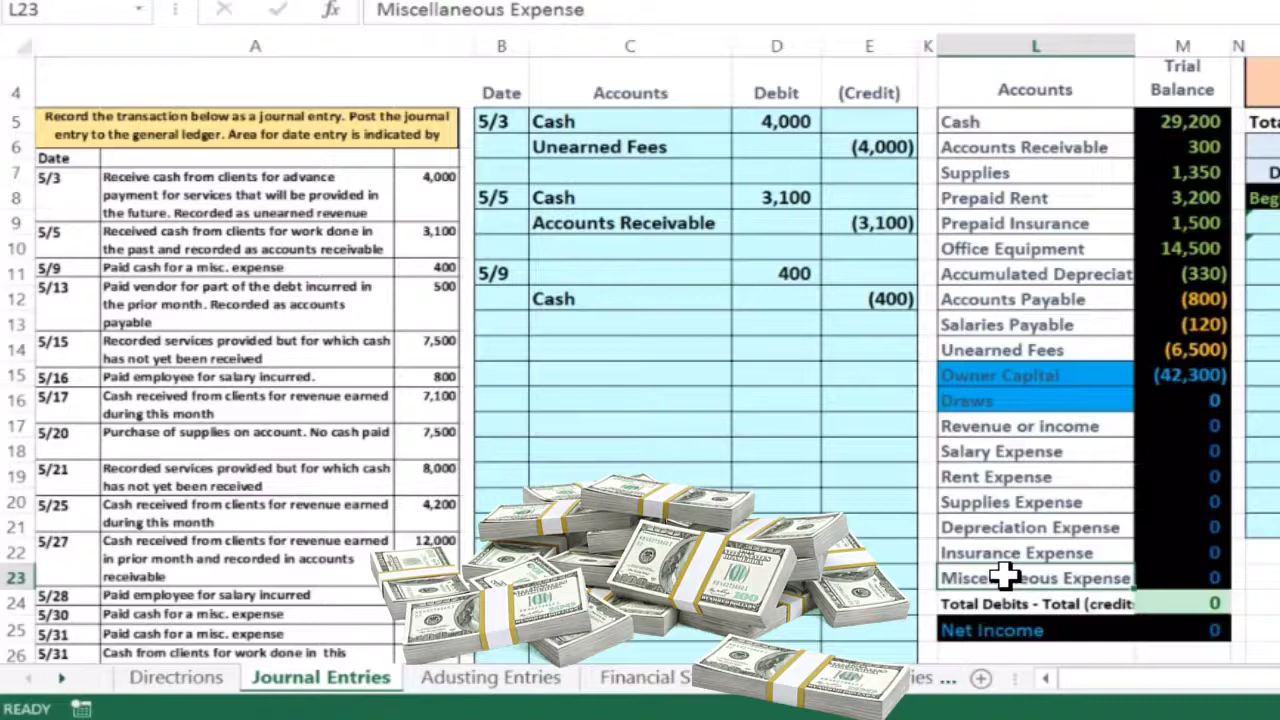 L23
fx
Miscellaneous Expense
A
B
C
D
E
K
L
M
N
4
Date
Accounts
Debit
(Credit)
Accounts
Trial
Balance
5
Record the transaction below as a journal entry. Post the journal
entry to the general ledger. Area for date entry is indicated by
5/3
Cash
4,000
Cash
29,200
6
Date
Unearned Fees
(4,000)
Accounts Receivable
300
7
5/3
Receive cash from clients for advance
payment for services that will be provided in
the future. Recorded as unearned revenue
4,000
Supplies
1,350
8
5/5
Cash
3,100
Prepaid Rent
3,200
9
5/5
Received cash from clients for work done in
the past and recorded as accounts receivable
3,100
Accounts Receivable
(3,100)
Prepaid Insurance
1,500
10
Office Equipment
14,500
11
5/9
Paid cash for a misc. expense
400
5/9
400
Accumulated Depreciat
(330)
12
5/13
Paid vendor for part of the debt incurred in
the prior month. Recorded as accounts
payable
500
Cash
(400)
Accounts Payable
(800)
13
Salaries Payable
(120)
14
5/15
Recorded services provided but for which cash
has not yet been received
7,500
Unearned Fees
(6,500)
15
5/16
Paid employee for salary incurred.
800
Owner Capital
(42,300)
16
5/17
Cash received from clients for revenue earned
during this month
7,100
Draws
0
17
5/20
Purchase of supplies on account. No cash paid
7,500
Revenue or income
0
18
Salary Expense
0
19
5/21
Recorded services provided but for which cash
has not yet been received
8,000
Rent Expense
0
20
5/25
Cash received from clients for revenue earned
during this month
4,200
Supplies Expense
0
21
Depreciation Expense
0
22
5/27
Cash received from clients for revenue earned
in prior month and recorded in accounts
receivable
12,000
Insurance Expense
0
23
Expense
0
24
5/28
Paid employee for salary incurred
Total Debits - Total (credit
0
25
5/30
Paid cash for a misc. expense
5/31
Paid cash for a misc. expense
Net Income
0
26
5/31
Cash from clients for work done in this
Tota
D
Beg
Directions
Journal Entries
Adusting Entries
Financial S
ies ...
READY